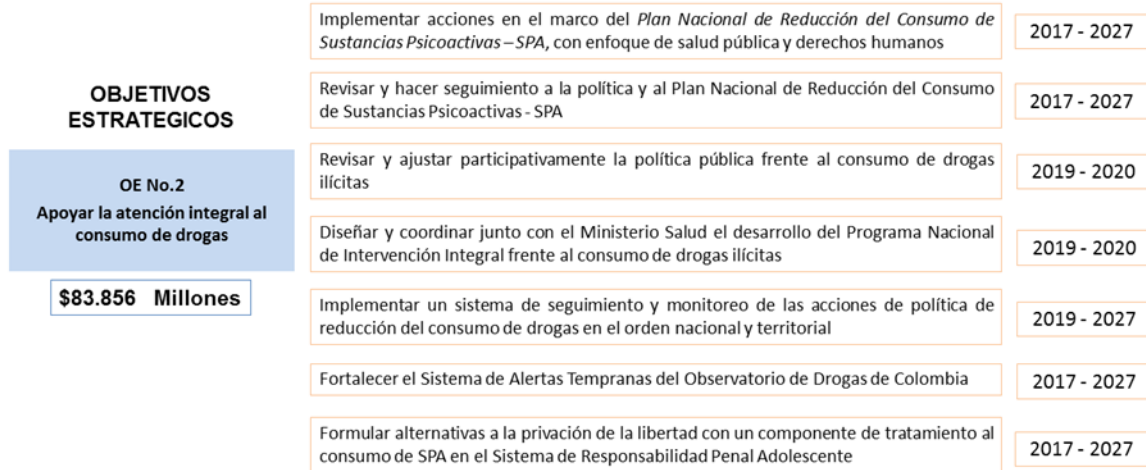 OBJETIVOS
ESTRATEGICOS
OE No.2
Apoyar la atención integral al
consumo de drogas
$83.856 Millones
Implementar acciones en el marco del Plan Nacional de Reducción del Consumo de
Sustancias Psicoactivas – SPA, con enfoque de salud pública y derechos humanos
2017 - 2027
Revisar y hacer seguimiento a la política y al Plan Nacional de Reducción del Consumo
de Sustancias Psicoactivas - SPA
2017 - 2027
Revisar y ajustar participativamente la política pública frente al consumo de drogas
ilícitas
2019 - 2020
Diseñar y coordinar junto con el Ministerio Salud el desarrollo del Programa Nacional
de Intervención Integral frente al consumo de drogas ilícitas
2019 - 2020
Implementar un sistema de seguimiento y monitoreo de las acciones de política de
reducción del consumo de drogas en el orden nacional y territorial
2019 - 2027
Fortalecer el Sistema de Alertas Tempranas del Observatorio de Drogas de Colombia
2017 - 2027
Formular alternativas a la privación de la libertad con un componente de tratamiento al
consumo de SPA en el Sistema de Responsabilidad Penal Adolescente
2017 - 2027